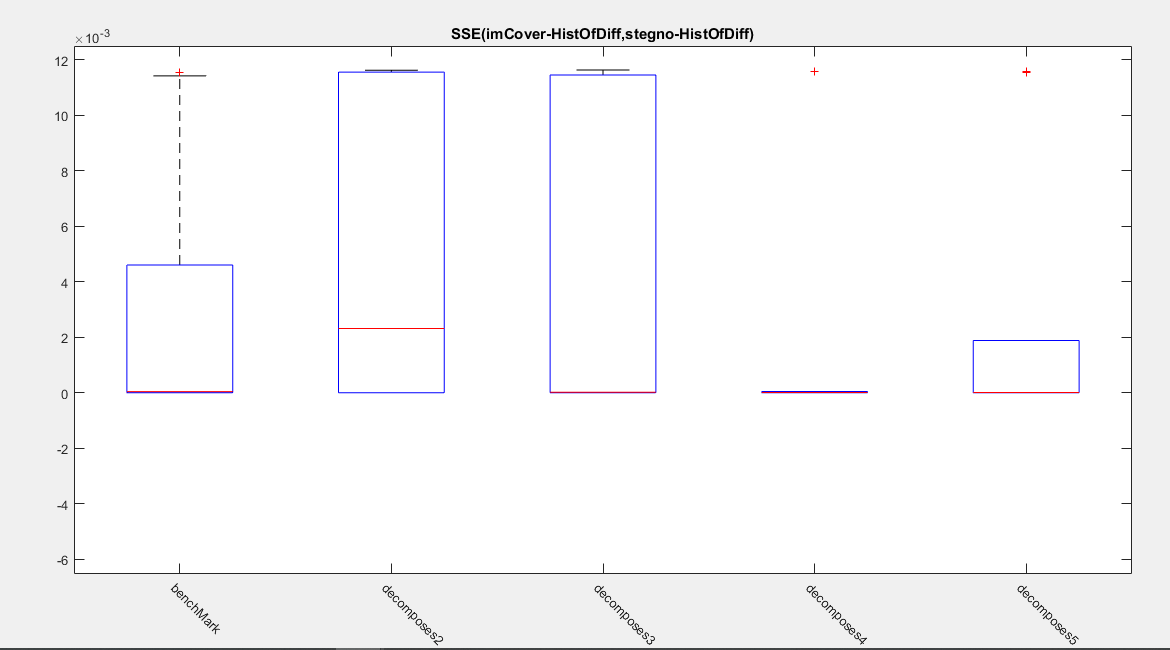 SSE(imCover-HistOfDiff,stegno-HistOfDiff)
×10-3
12
10
8
6
4
2
0
-2
-4
-6
benchMark
decomposes2
decomposes3
decomposes4
decomposes5